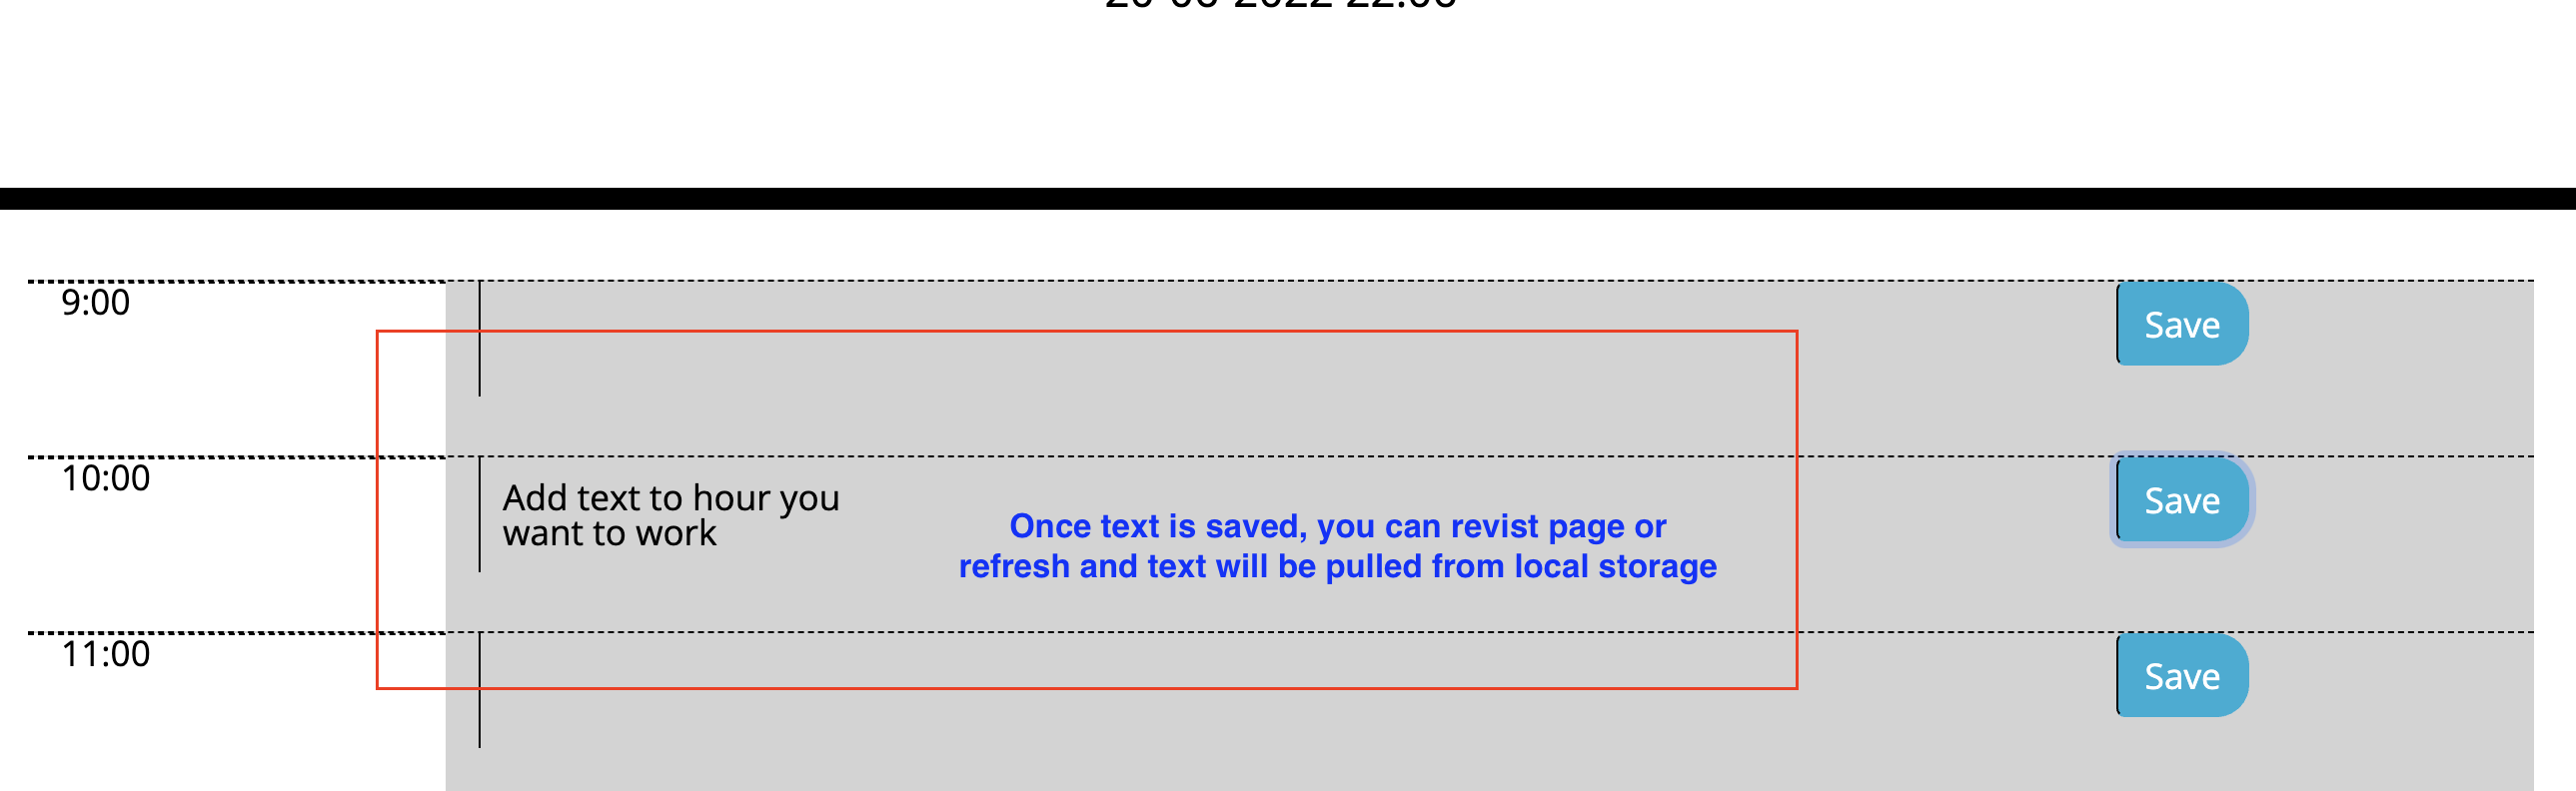 9:00
Save
10:00
Add text to hour you
want to work
Once text is saved, you can revist page or
refresh and text will be pulled from local storage
Save
11:00
Save